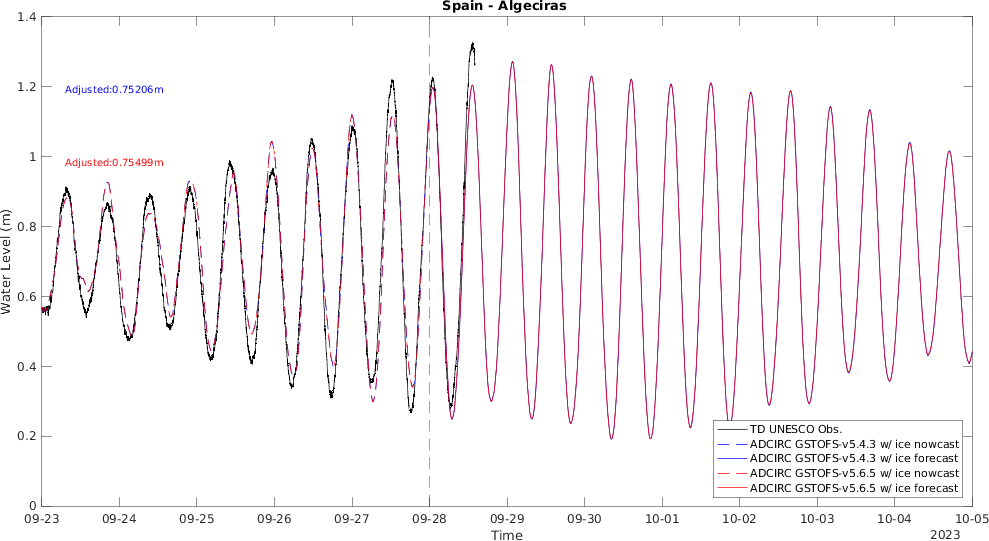 Spain - Algeciras
1.4
1.2
1
0.8
0.6
0.4
0.2
0
Water Level (m)
Adjusted:0.75206m
Adjusted:0.75499m
TD UNESCO Obs.
ADCIRC GSTOFS-v5.4.3 w/ ice nowcast
ADCIRC GSTOFS-v5.4.3 w/ ice forecast
ADCIRC GSTOFS-v5.6.5 w/ ice nowcast
ADCIRC GSTOFS-v5.6.5 w/ ice forecast
09-23 09-24 09-25 09-26 09-27 09-28 09-29 09-30 10-01 10-02 10-03 10-04 10-05
Time
2023